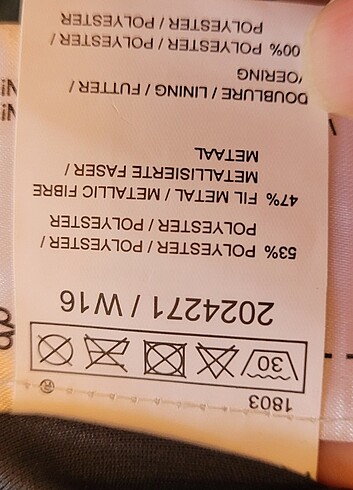 1803
30
2024271 / W16
53% POLYESTER / POLYESTER /
POLYESTER / POLYESTER
47% FIL METAL / METALLIC FIBRE
METALLISIERTE FASER /
METAAL
DOUBLURE / LINING / FUTTER /
VOERING
00% POLYESTER / POLYESTER /
POLYESTER / POLYESTER